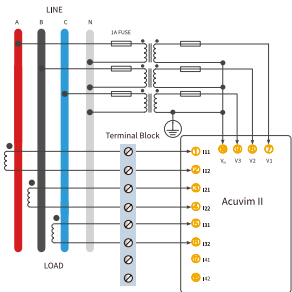 LINE
A B C N
1A FUSE
Terminal Block
Vn V3 V2 V1
I11
I12
I21
I22
I31
I32
I41
I42
Acuvim II
LOAD